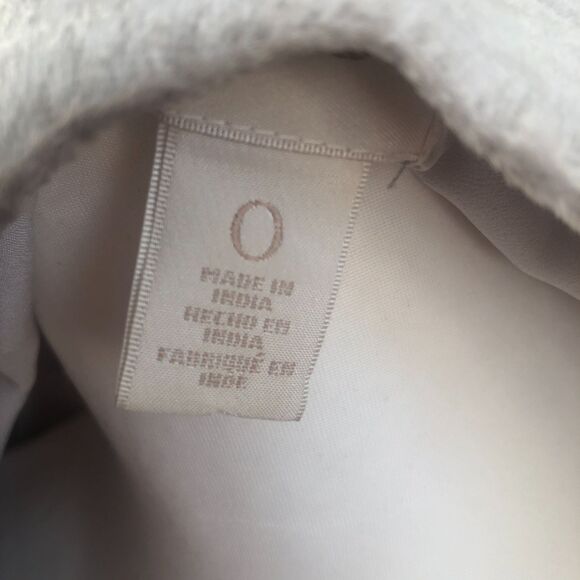 0
MADE IN
INDIA
HECHO EN
INDIA
FABRIQUÉ EN
INDE